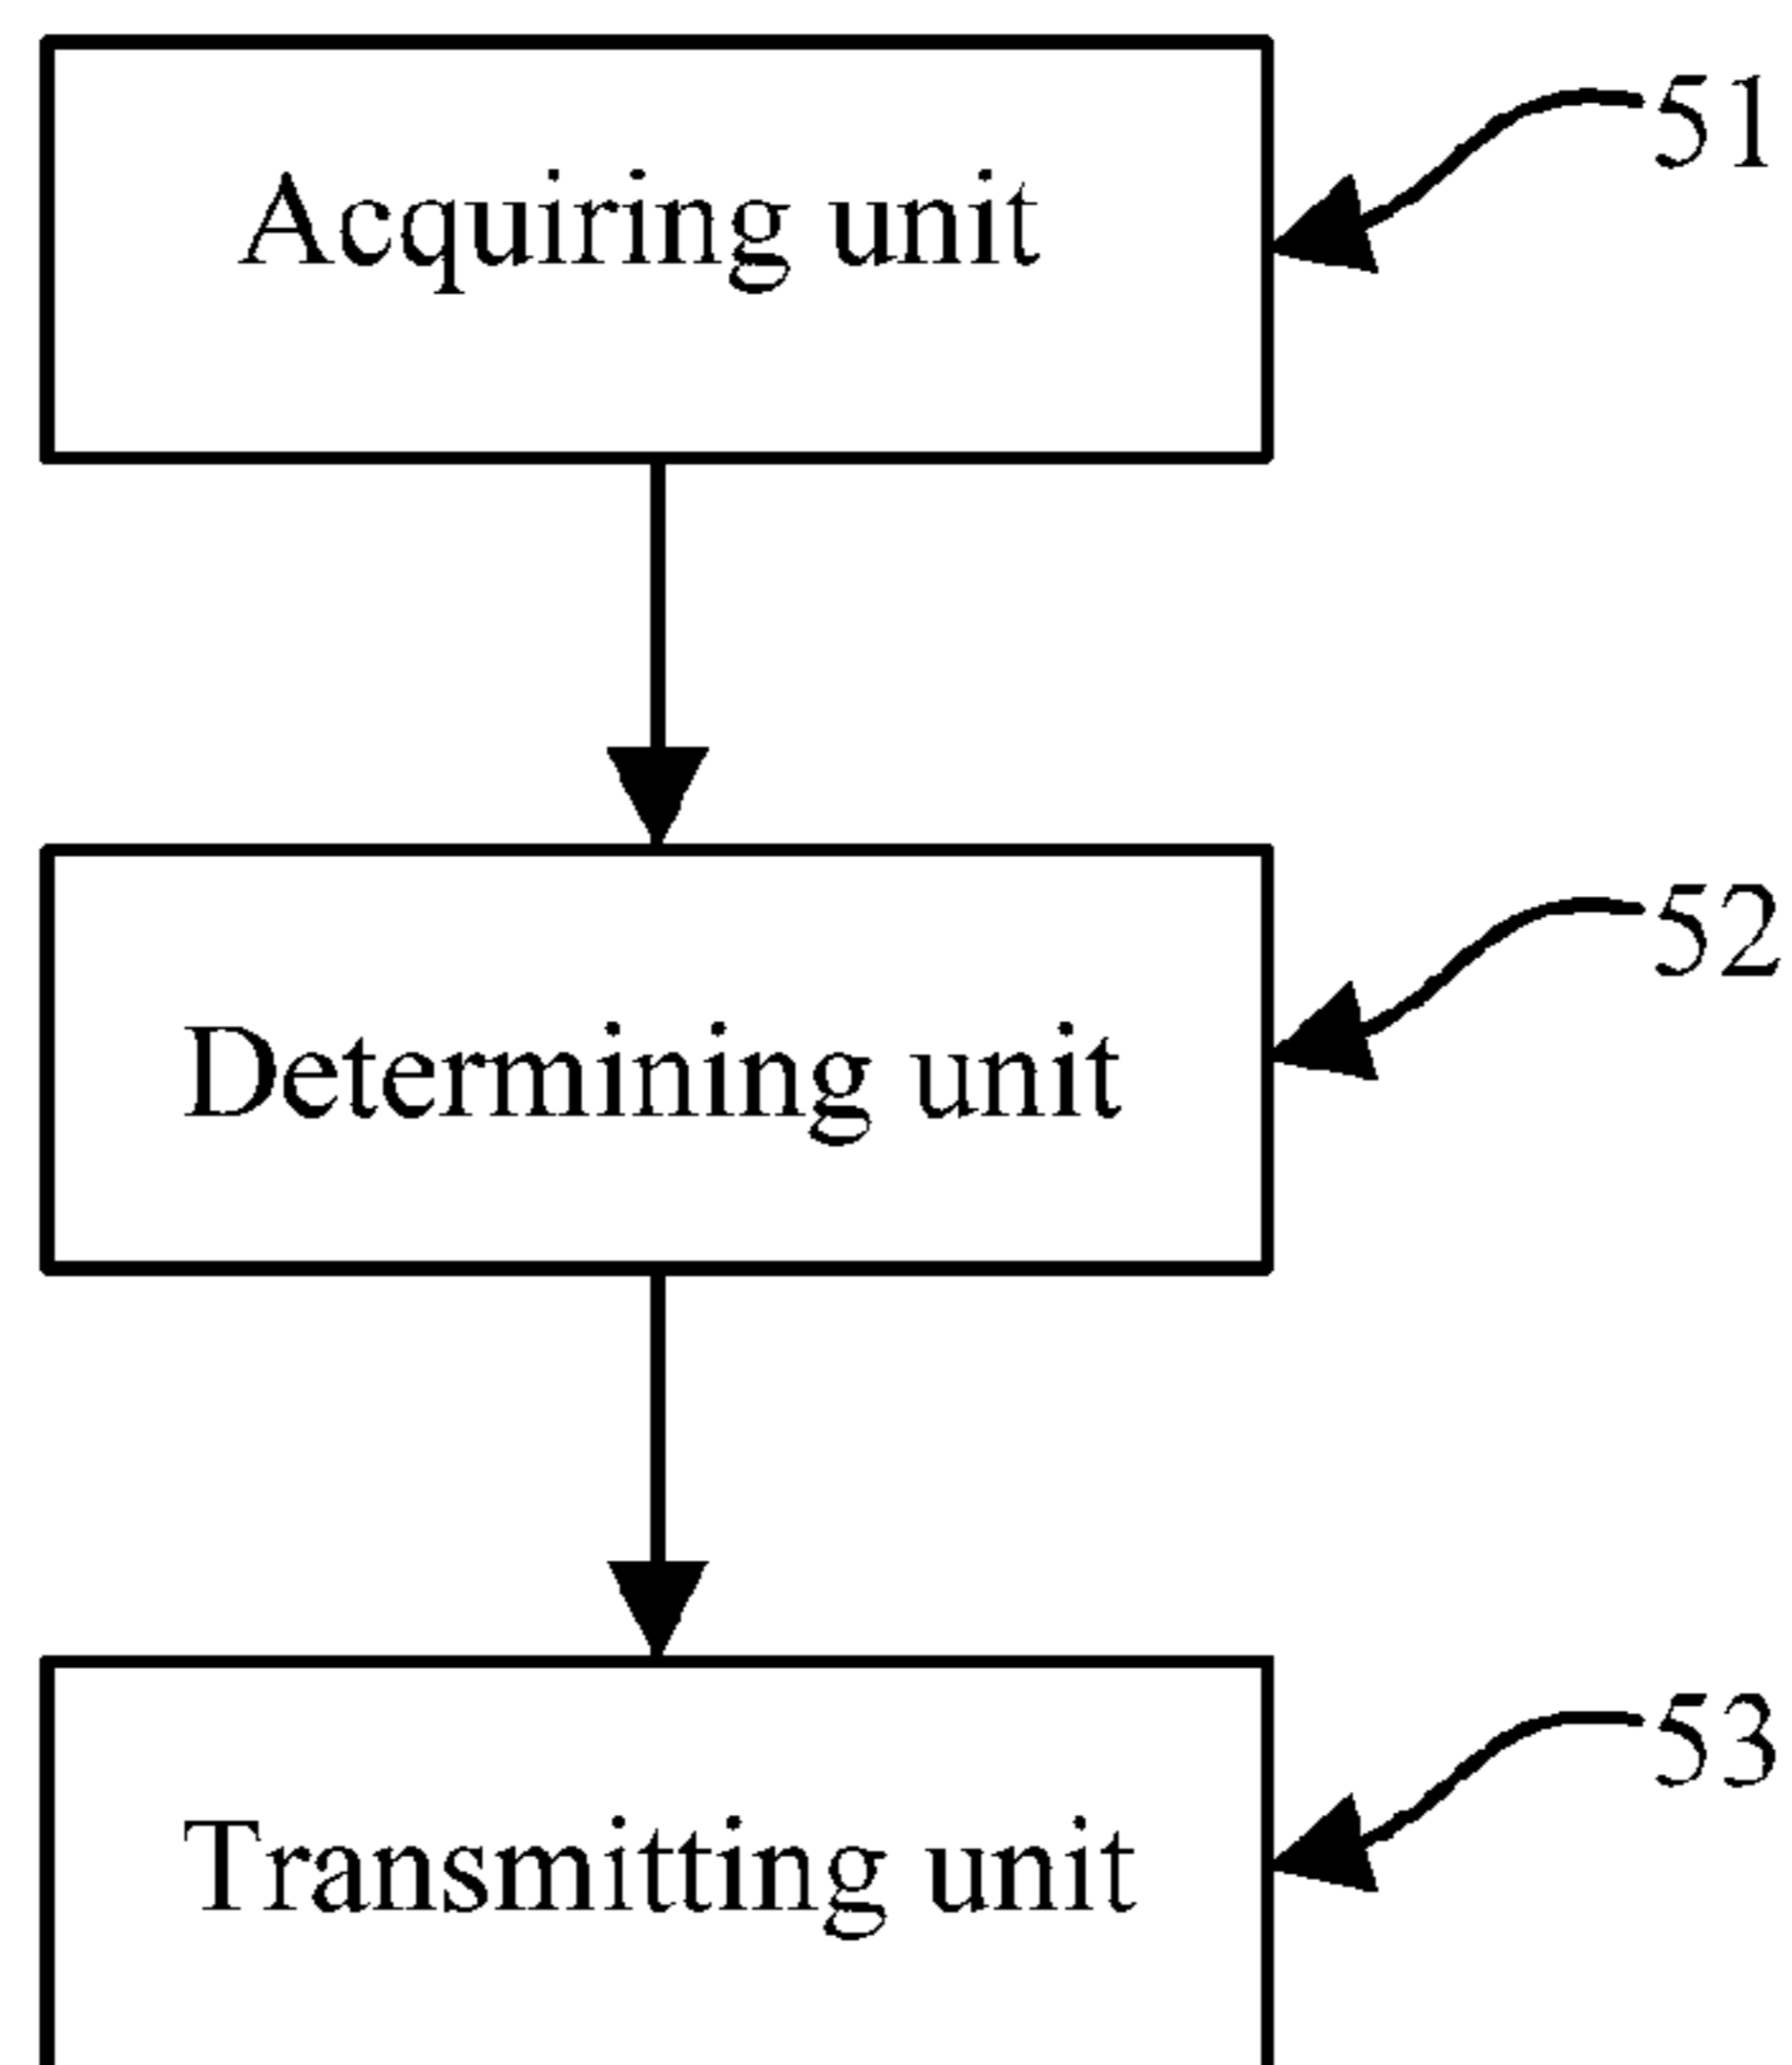 Acquiring unit
51
Determining unit
52
Transmitting unit
53